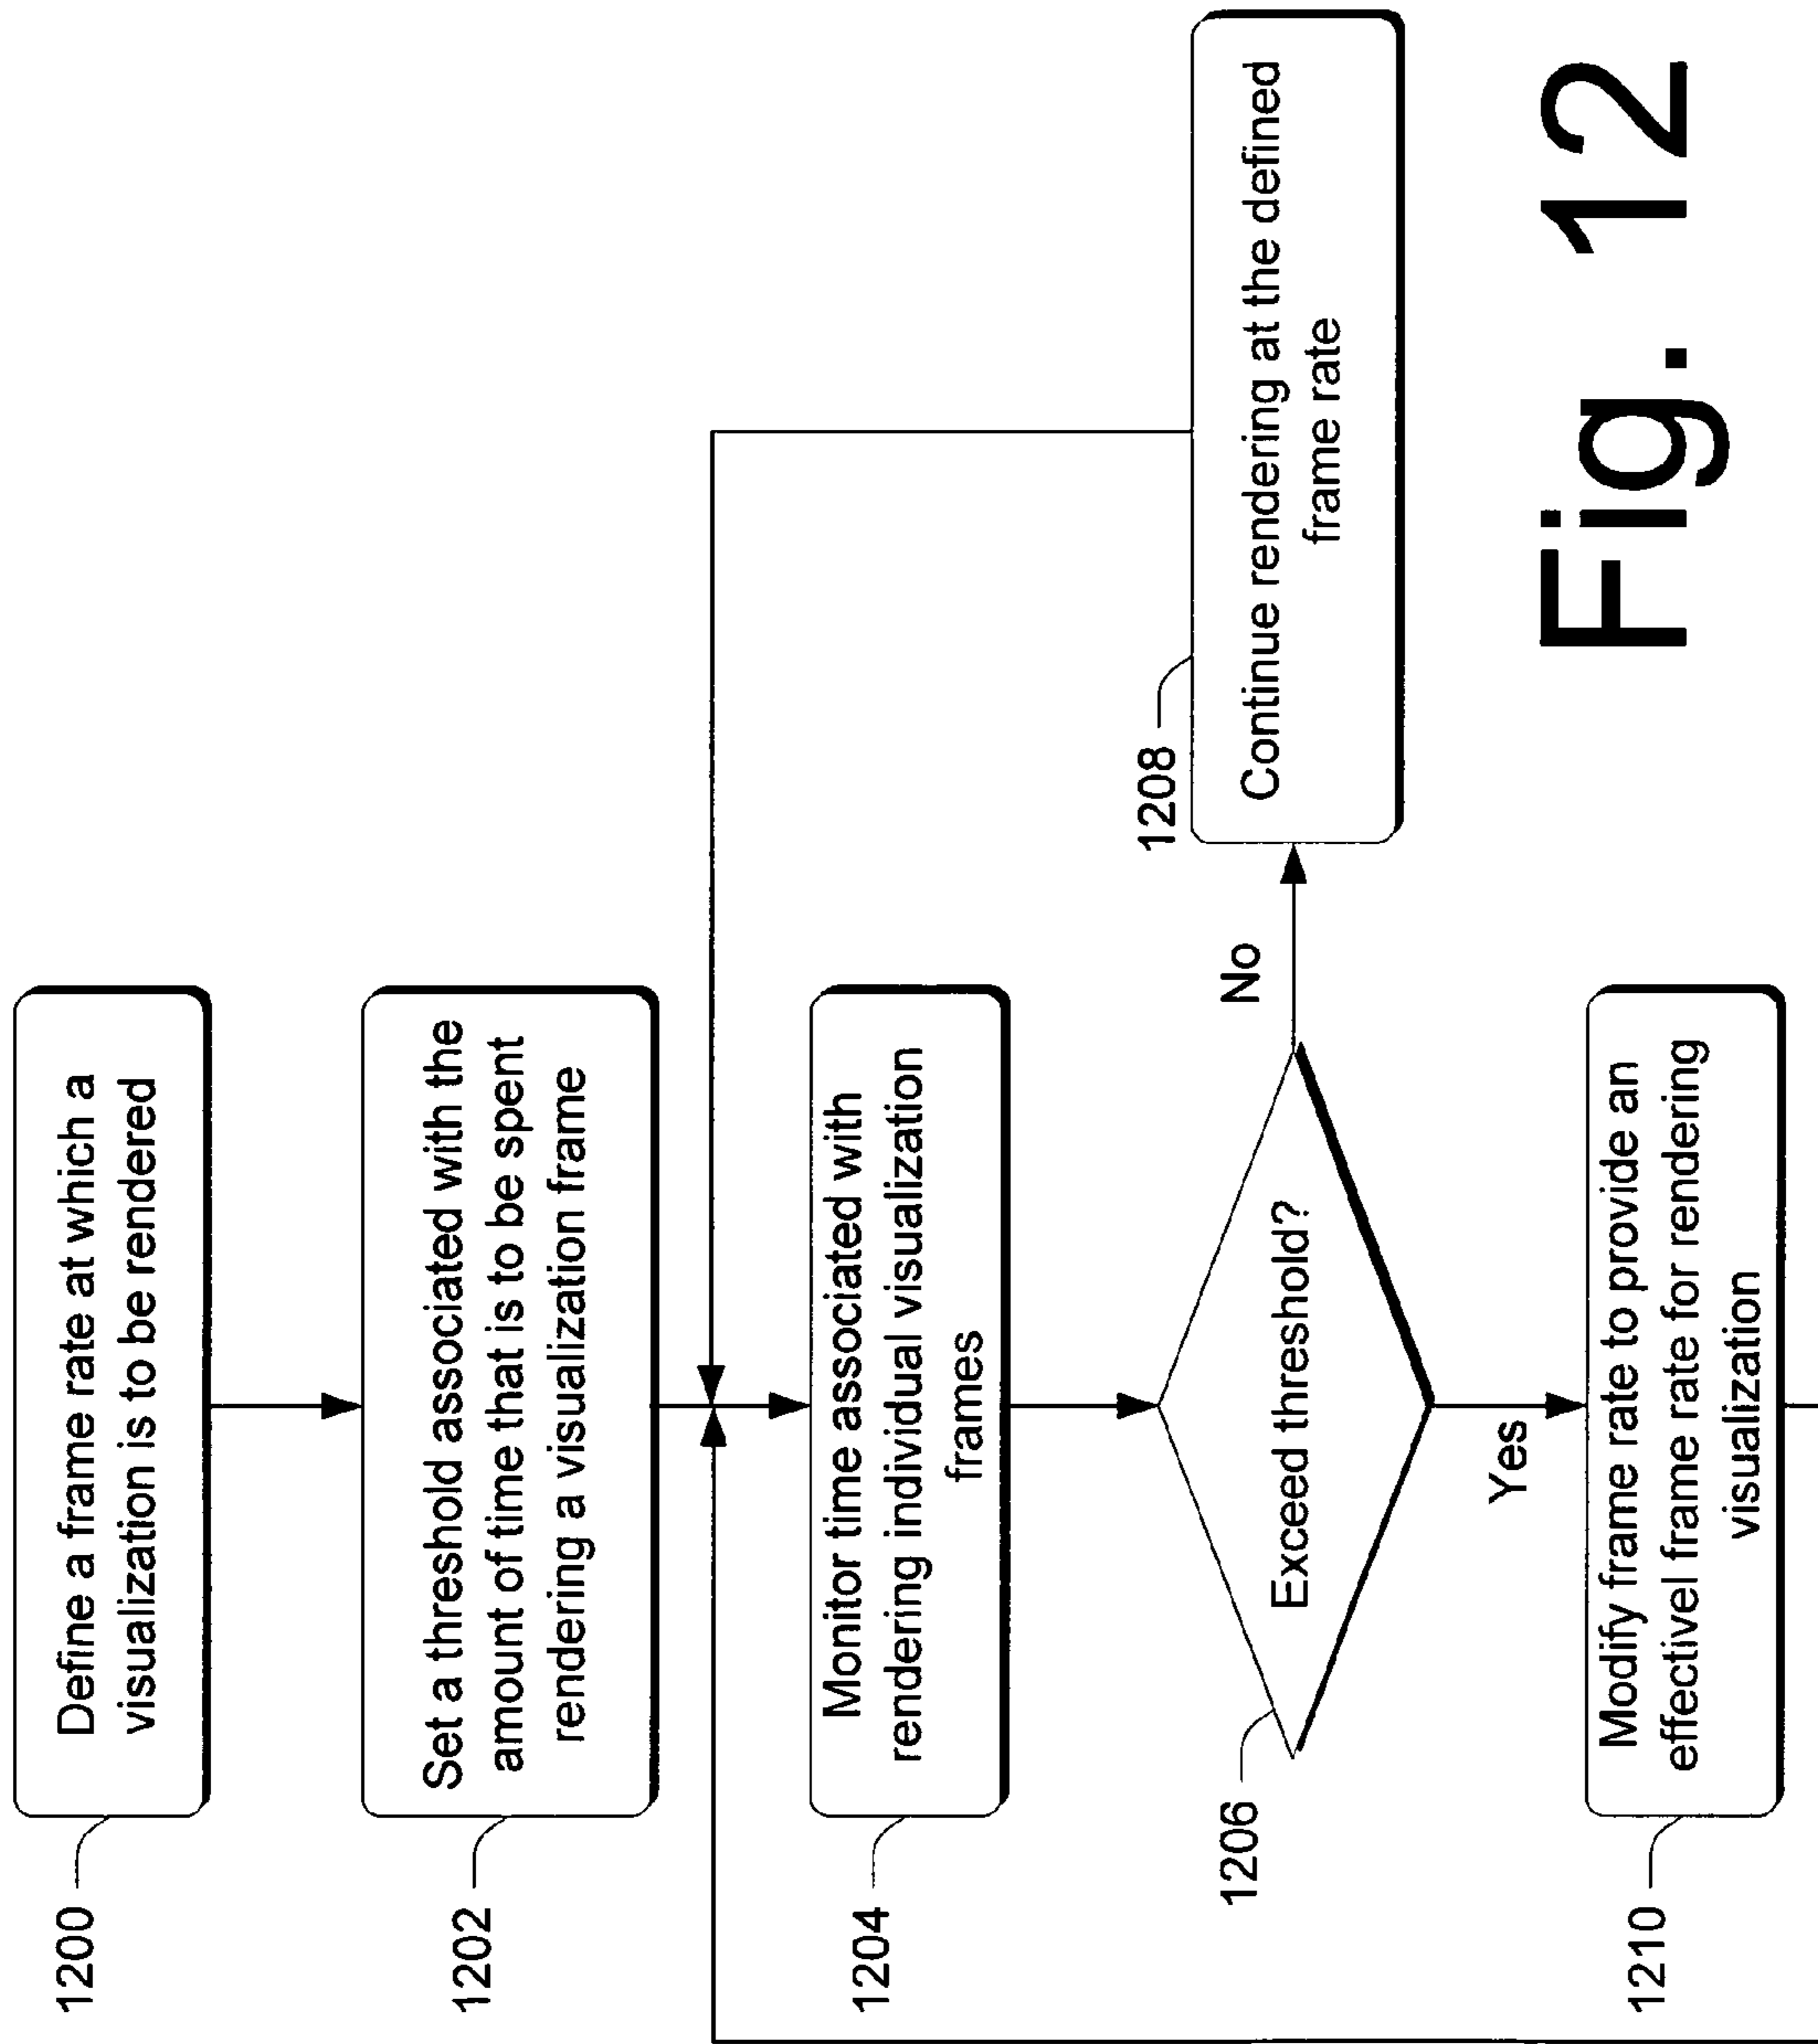 1200
Define a frame rate at which a
visualization is to be rendered
1202
Set a threshold associated with the
amount of time that is to be spent
rendering a visualization frame
1204
Monitor time associated with
rendering individual visualization
frames
1206
Exceed threshold?
No
1208
Continue rendering at the defined
frame rate
Yes
1210
Modify frame rate to provide an
effectivel frame rate for rendering
visualization
Fig. 12